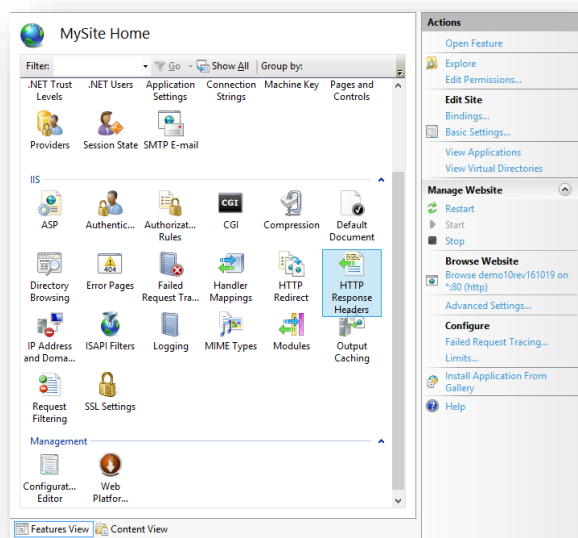 MySite Home
Filter: Go Show All Group by:
.NET Trust Levels
.NET Users
Application Settings
Connection Strings
Machine Key
Pages and Controls
Providers
Session State
SMTP E-mail
IIS
ASP
Authentic...
Authorizat... Rules
CGI
CGI
Compression
Default Document
Directory Browsing
404
Error Pages
Failed Request Tra...
Handler Mappings
HTTP Redirect
HTTP Response Headers
IP Address and Doma...
ISAPI Filters
Logging
MIME Types
Modules
Output Caching
Request Filtering
SSL Settings
Management
Configurat... Editor
Web Platfor...
Features View Content View
Actions
Open Feature
Explore
Edit Permissions...
Edit Site
Bindings...
Basic Settings...
View Applications
View Virtual Directories
Manage Website
Restart
Start
Stop
Browse Website
Browse demo10rev161019 on
*:80 (http)
Advanced Settings...
Configure
Failed Request Tracing...
Limits...
Install Application From
Gallery
Help